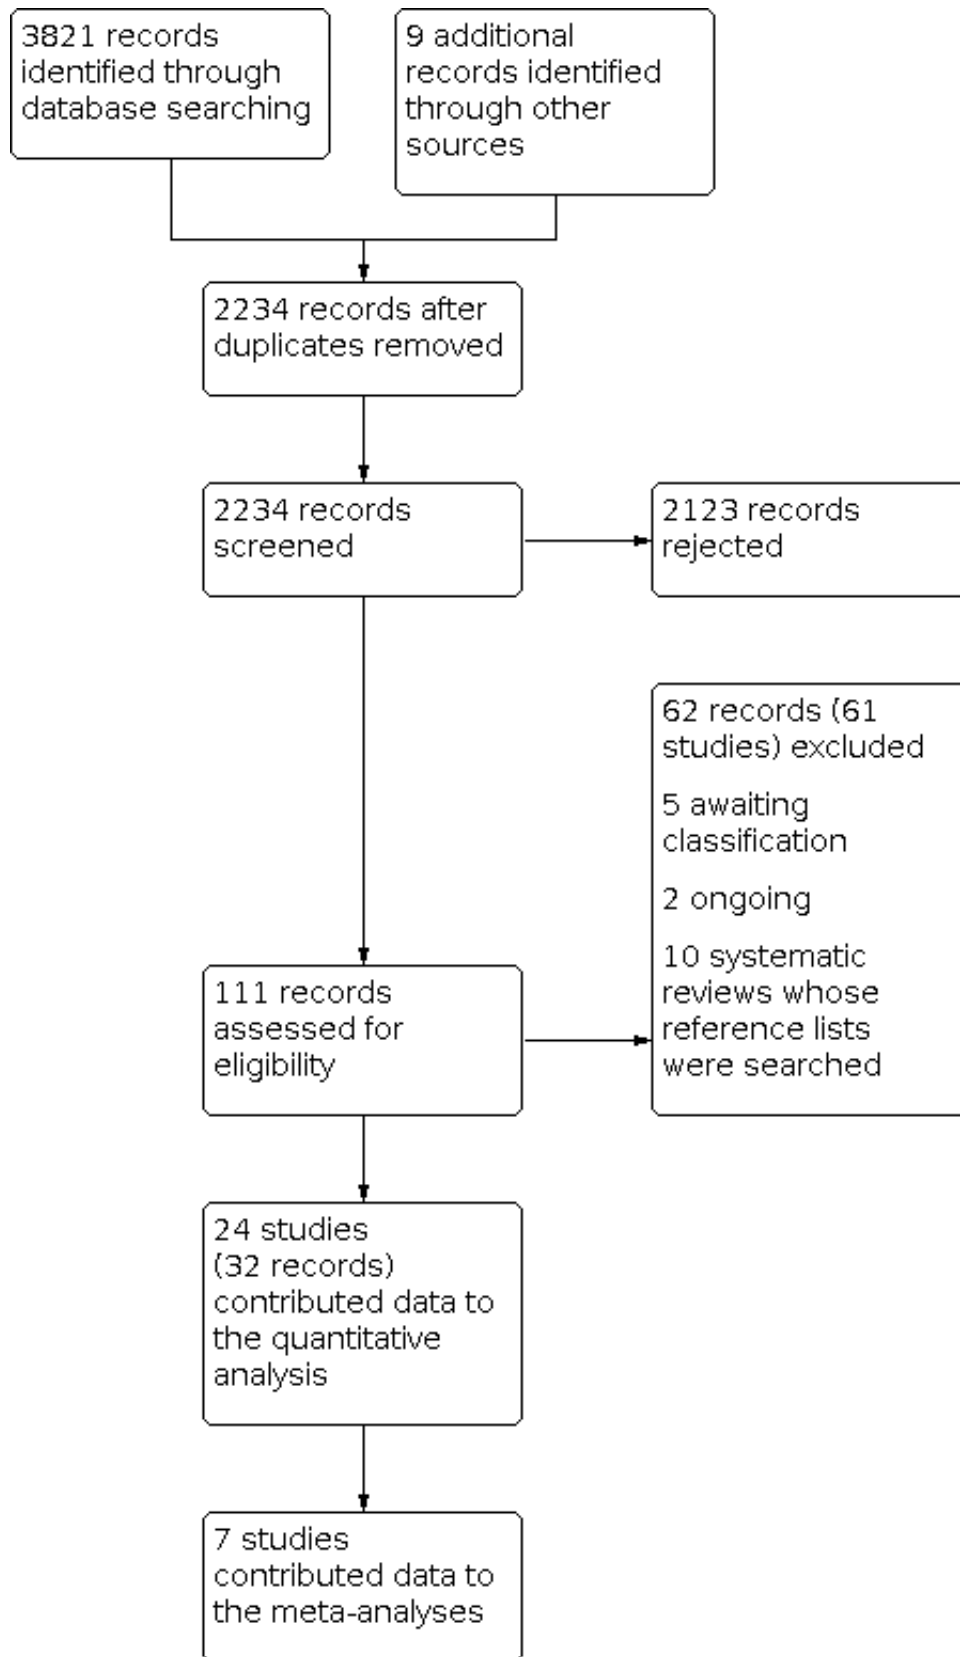 3821 records
identified through
database searching
9 additional
records identified
through other
sources
2234 records after
duplicates removed
2234 records
screened
2123 records
rejected
62 records (61
studies) excluded
5 awaiting
classification
2 ongoing
10 systematic
reviews whose
reference lists
were searched
111 records
assessed for
eligibility
24 studies
(32 records)
contributed data to
the quantitative
analysis
7 studies
contributed data to
the meta-analyses